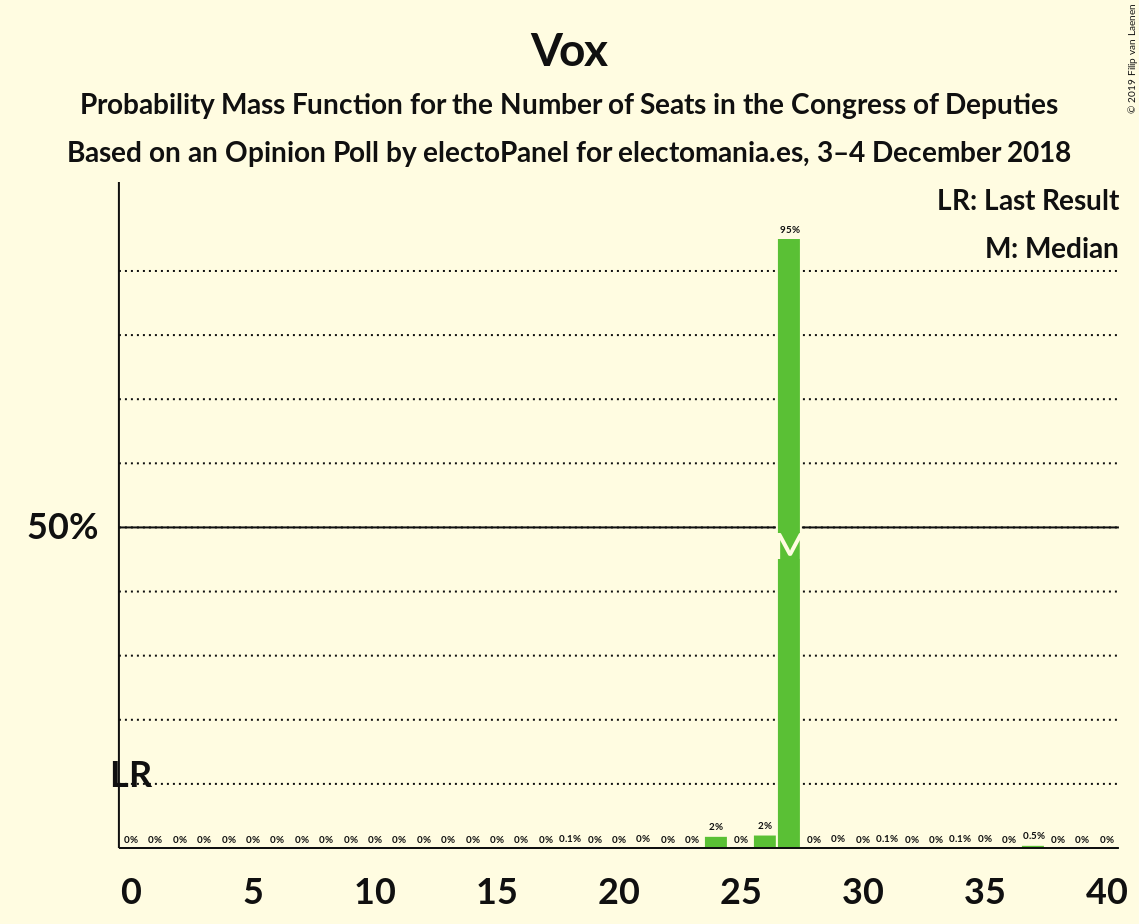 Vox
Probability Mass Function for the Number of Seats in the Congress of Deputies
Based on an Opinion Poll by electoPanel for electomania.es, 3–4 December 2018
© 2019 Filip van Laenen
LR: Last Result
M: Median
95%
50%
M
LR
0% 0% 0% 0% 0% 0% 0% 0% 0% 0% 0% 0% 0% 0% 0% 0% 0% 0% 0.1% 0% 0% 0% 0% 0% 2% 0% 2% 0% 0% 0% 0.1% 0% 0% 0.1% 0% 0% 0.5% 0% 0% 0%
0 5 10 15 20 25 30 35 40